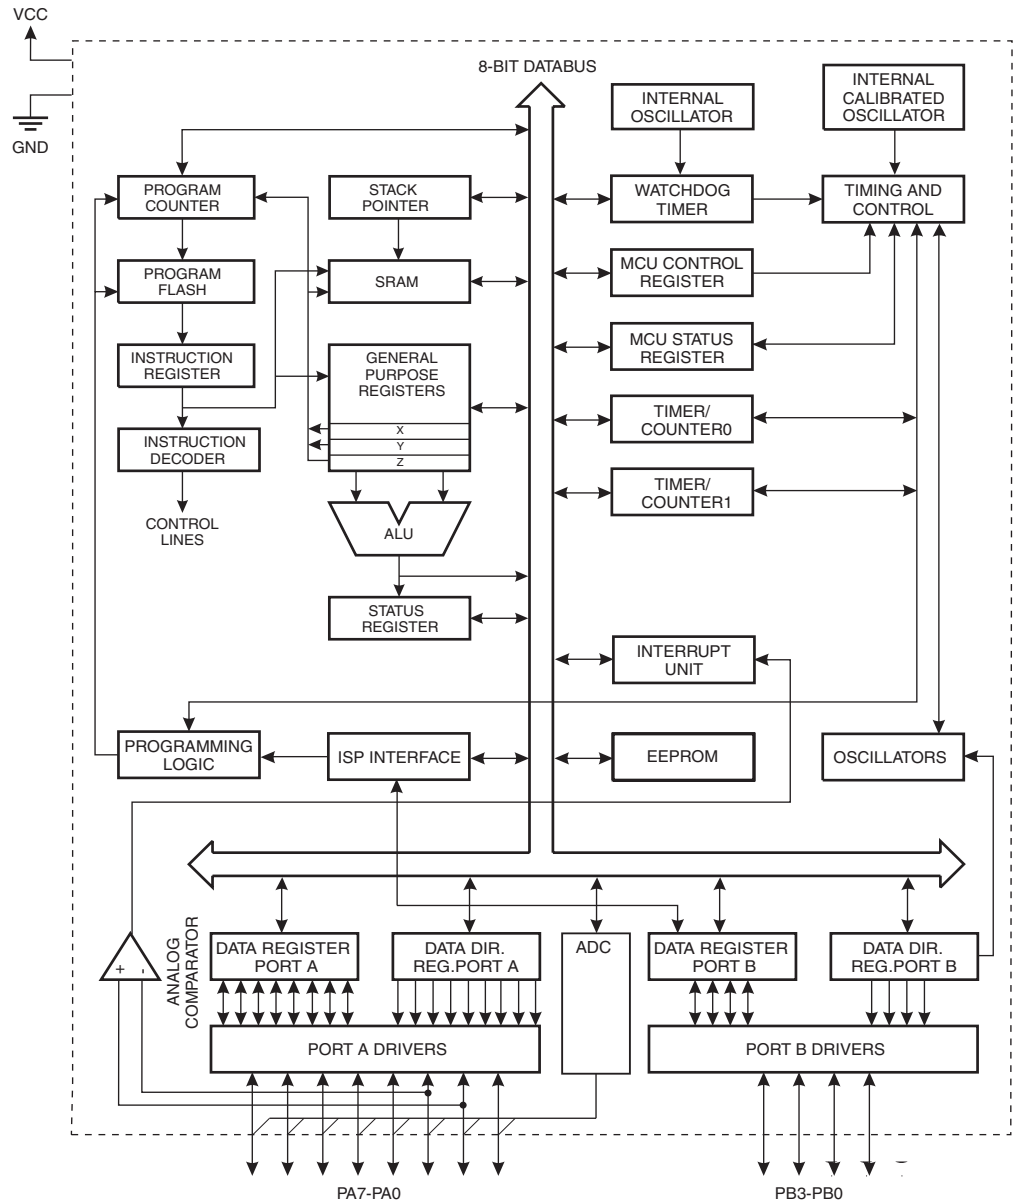 VCC
GND
8-BIT DATABUS
INTERNAL
OSCILLATOR
INTERNAL
CALIBRATED
OSCILLATOR
PROGRAM
COUNTER
STACK
POINTER
WATCHDOG
TIMER
TIMING AND
CONTROL
PROGRAM
FLASH
SRAM
MCU CONTROL
REGISTER
INSTRUCTION
REGISTER
GENERAL
PURPOSE
REGISTERS
X
Y
Z
MCU STATUS
REGISTER
INSTRUCTION
DECODER
TIMER/
COUNTER0
CONTROL
LINES
ALU
TIMER/
COUNTER1
STATUS
REGISTER
INTERRUPT
UNIT
PROGRAMMING
LOGIC
ISP INTERFACE
EEPROM
OSCILLATORS
ANALOG
COMPARATOR
+
-
DATA REGISTER
PORT A
DATA DIR.
REG.PORT A
ADC
DATA REGISTER
PORT B
DATA DIR.
REG.PORT B
PORT A DRIVERS
PORT B DRIVERS
PA7-PA0
PB3-PB0